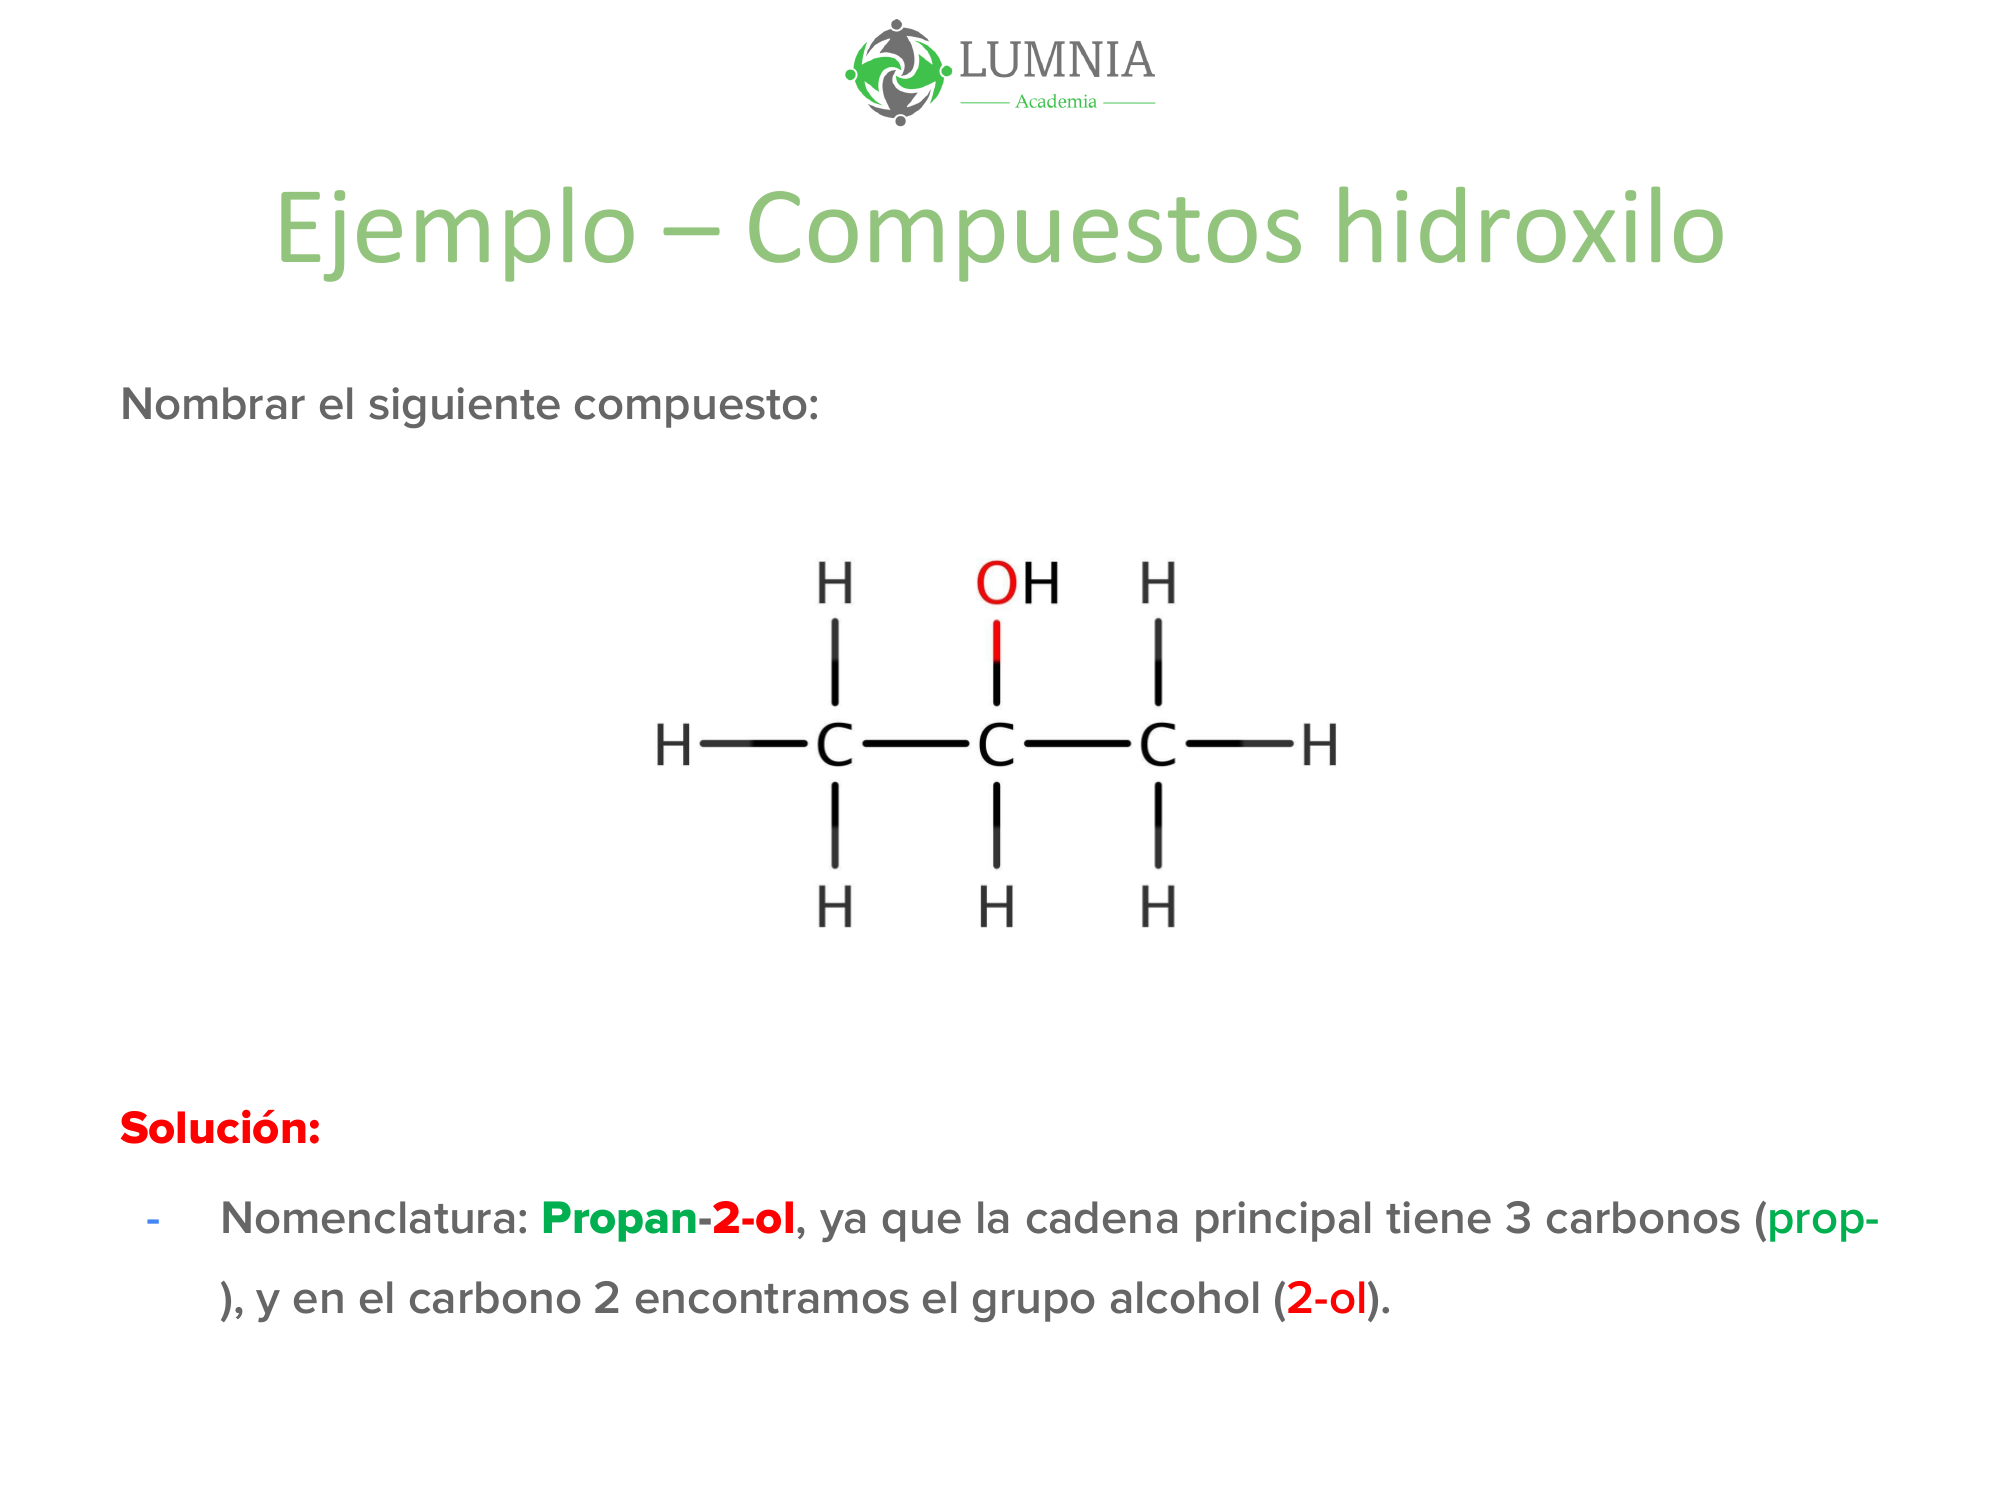 LUMNIA
Academia
Ejemplo – Compuestos hidroxilo
Nombrar el siguiente compuesto:
H OH H
H C C C H
H H H
Solución:
- Nomenclatura: Propan-2-ol, ya que la cadena principal tiene 3 carbonos (prop-
), y en el carbono 2 encontramos el grupo alcohol (2-ol).